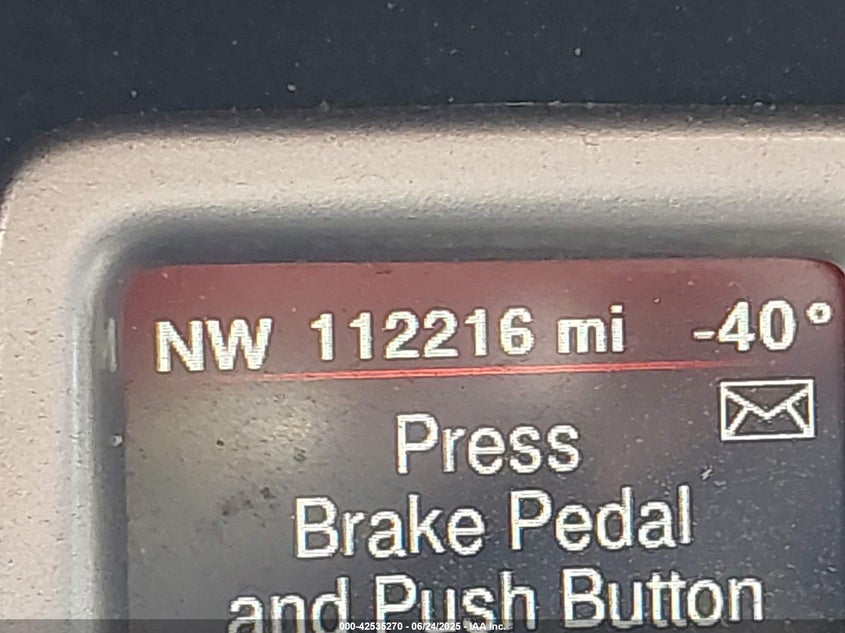 NW 112216 mi -40°
Press
Brake Pedal
and Push Button
000-42535270 - 06/24/2025 - IAA Inc.